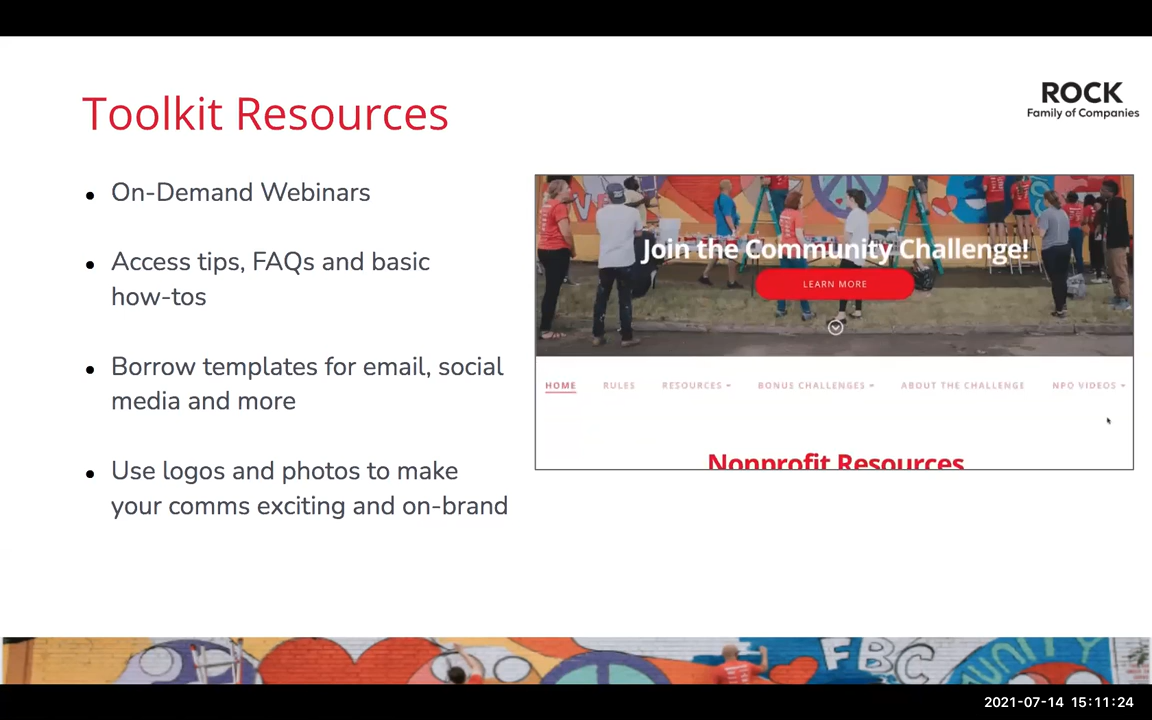 Toolkit Resources
ROCK
Family of Companies
On-Demand Webinars
Access tips, FAQs and basic
how-tos
Borrow templates for email, social
media and more
Use logos and photos to make
your comms exciting and on-brand
Join the Community Challenge!
LEARN MORE
HOME RULES RESOURCES BONUS CHALLENGES ABOUT THE CHALLENGE NPO VIDEOS
Nonprofit Resources
FBC
UNITY
2021-07-14 15:11:24